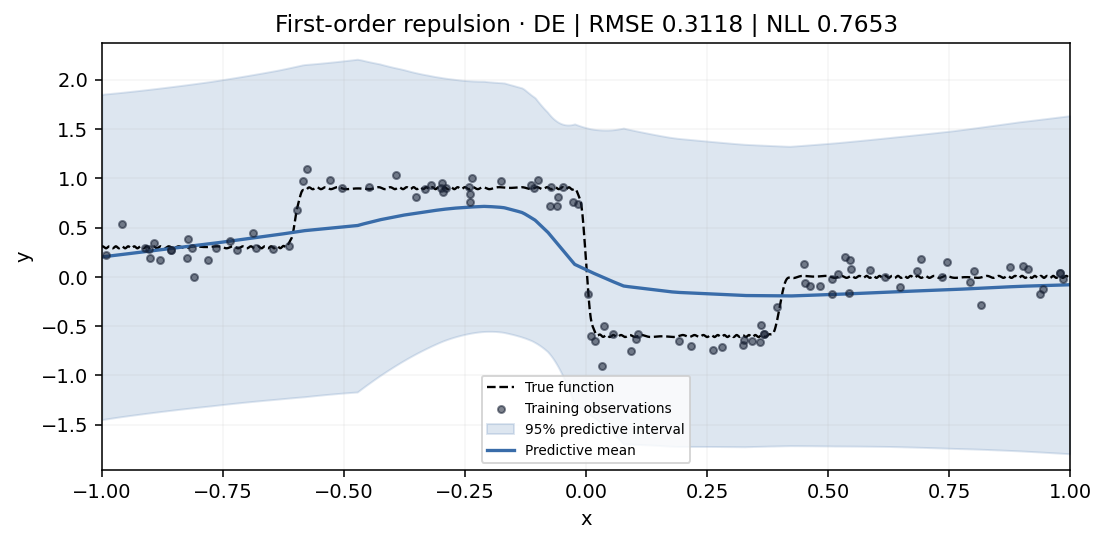 First-order repulsion · DE | RMSE 0.3118 | NLL 0.7653
y
2.0
1.5
1.0
0.5
0.0
−0.5
−1.0
−1.5
True function
Training observations
95% predictive interval
Predictive mean
−1.00 −0.75 −0.50 −0.25 0.00 0.25 0.50 0.75 1.00
x